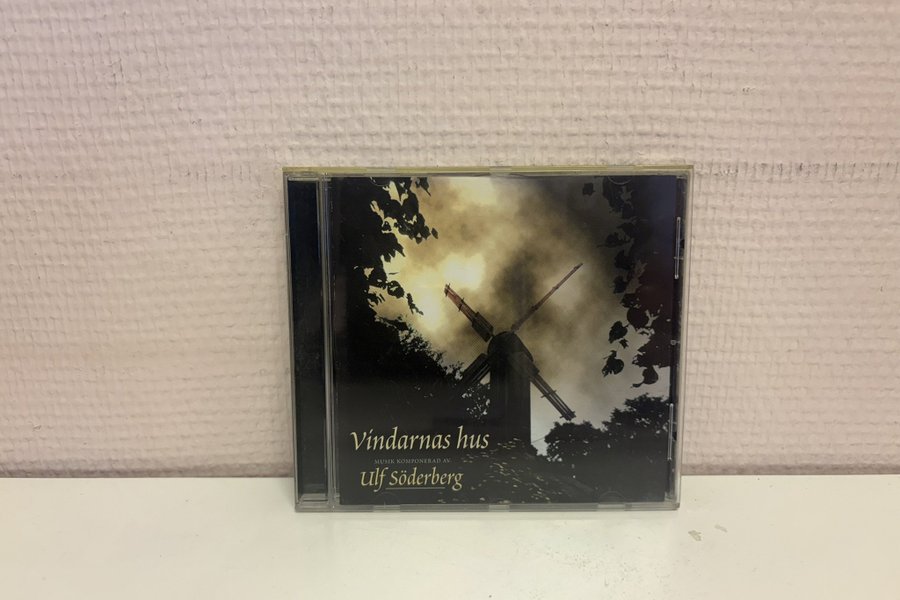 Vindarnas hus
MUSIK KOMPONERAD AV
Ulf Söderberg